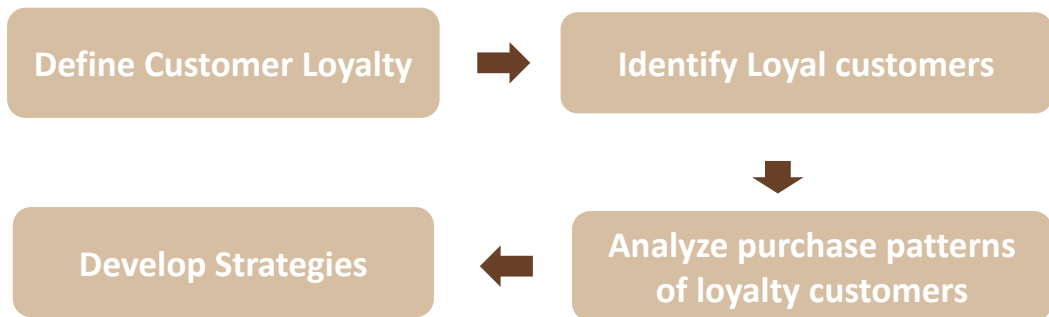 Define Customer Loyalty
Identify Loyal customers
Analyze purchase patterns
of loyalty customers
Develop Strategies